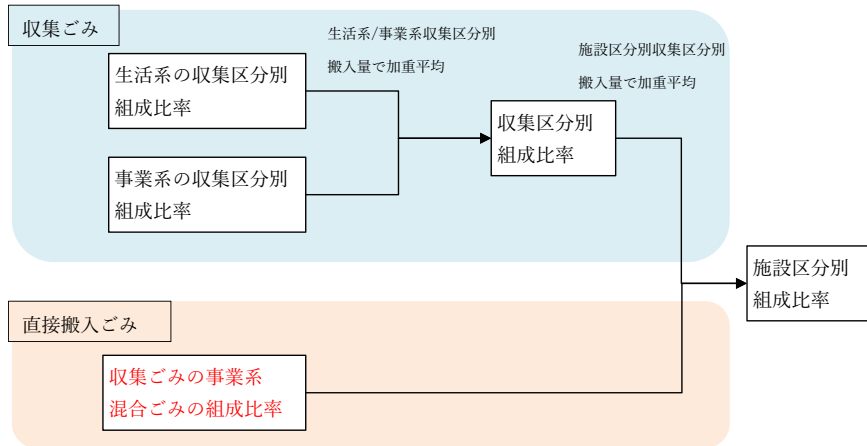 収集ごみ
生活系/事業系収集区分別
搬入量で加重平均
施設区分別収集区分別
搬入量で加重平均
生活系の収集区分別
組成比率
収集区分別
組成比率
事業系の収集区分別
組成比率
施設区分別
組成比率
直接搬入ごみ
収集ごみの事業系
混合ごみの組成比率